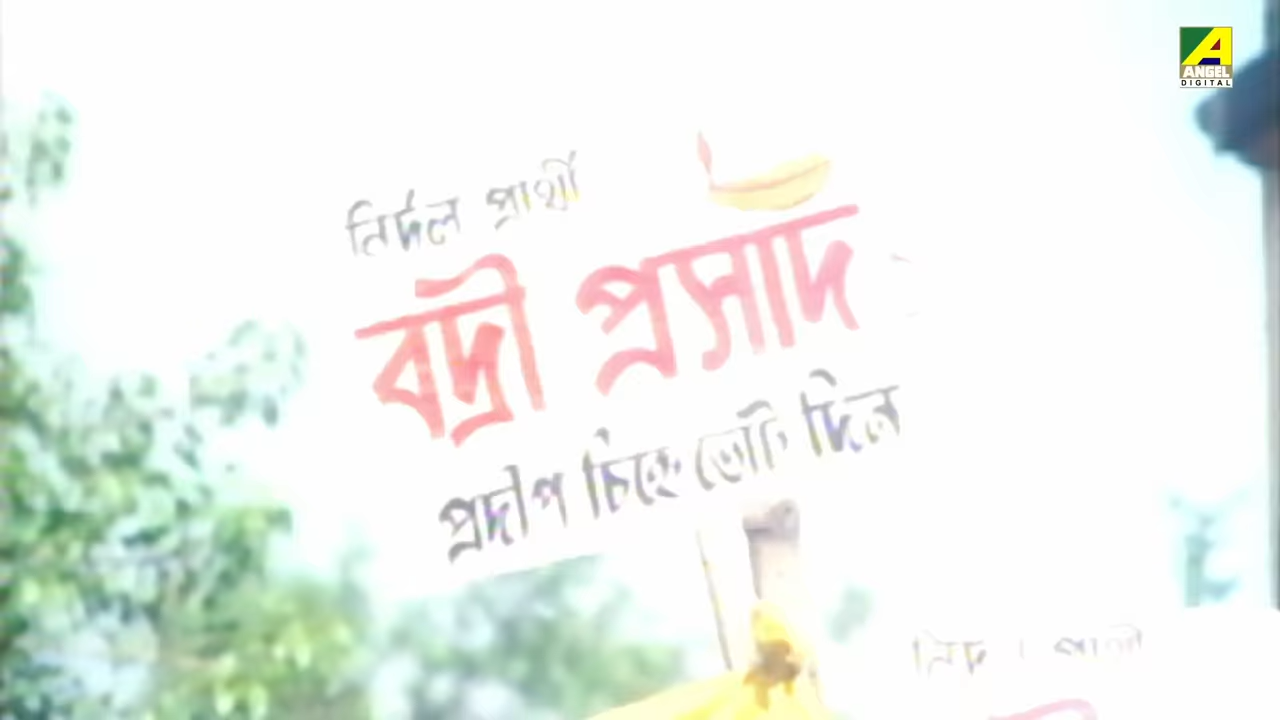 ANGEL
DIGITAL
নির্দল প্রার্থী
বদ্রী প্রসাদ
প্রদীপ চিহ্নে ভোট দিন